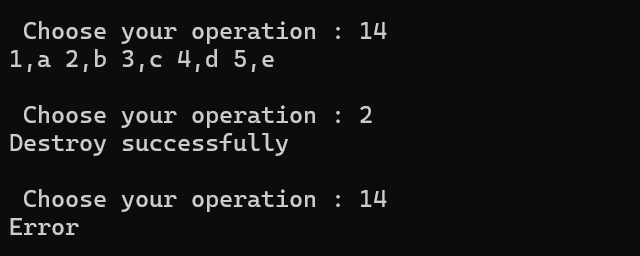 Choose your operation : 14
1,a 2,b 3,c 4,d 5,e
Choose your operation : 2
Destroy successfully
Choose your operation : 14
Error